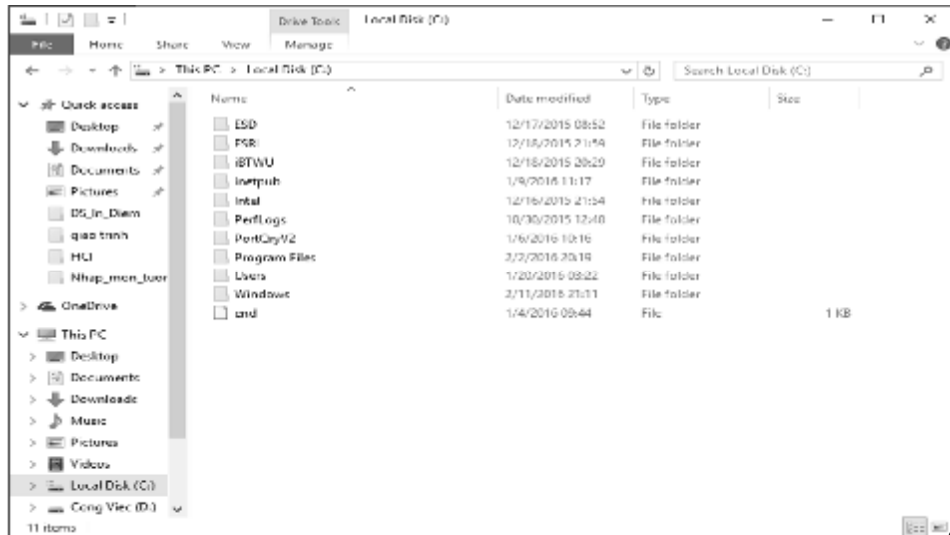 Drive Tools Local Disk (C:)
File Home Share View Manage
This PC > Local Disk (C:) Search Local Disk (C:)
Name Date modified Type Size
Quick access
Desktop
Downloads
Documents
Pictures
DS_In_Diem
giao trinh
HCI
Nhap_mon_tuor
OneDrive
This PC
Desktop
Documents
Downloads
Music
Pictures
Videos
Local Disk (C:)
Cong Viec (D:)
ESD 12/17/2015 08:52 File folder
ESRI 12/18/2015 21:59 File folder
iBTWU 12/18/2015 20:29 File folder
inetpub 1/9/2016 11:17 File folder
Intel 12/16/2015 21:54 File folder
PerfLogs 10/30/2015 12:48 File folder
PortQryV2 1/6/2016 10:16 File folder
Program Files 2/2/2016 20:19 File folder
Users 1/20/2016 08:22 File folder
Windows 2/11/2016 21:11 File folder
1/4/2016 09:44 File 1 KB
11 items